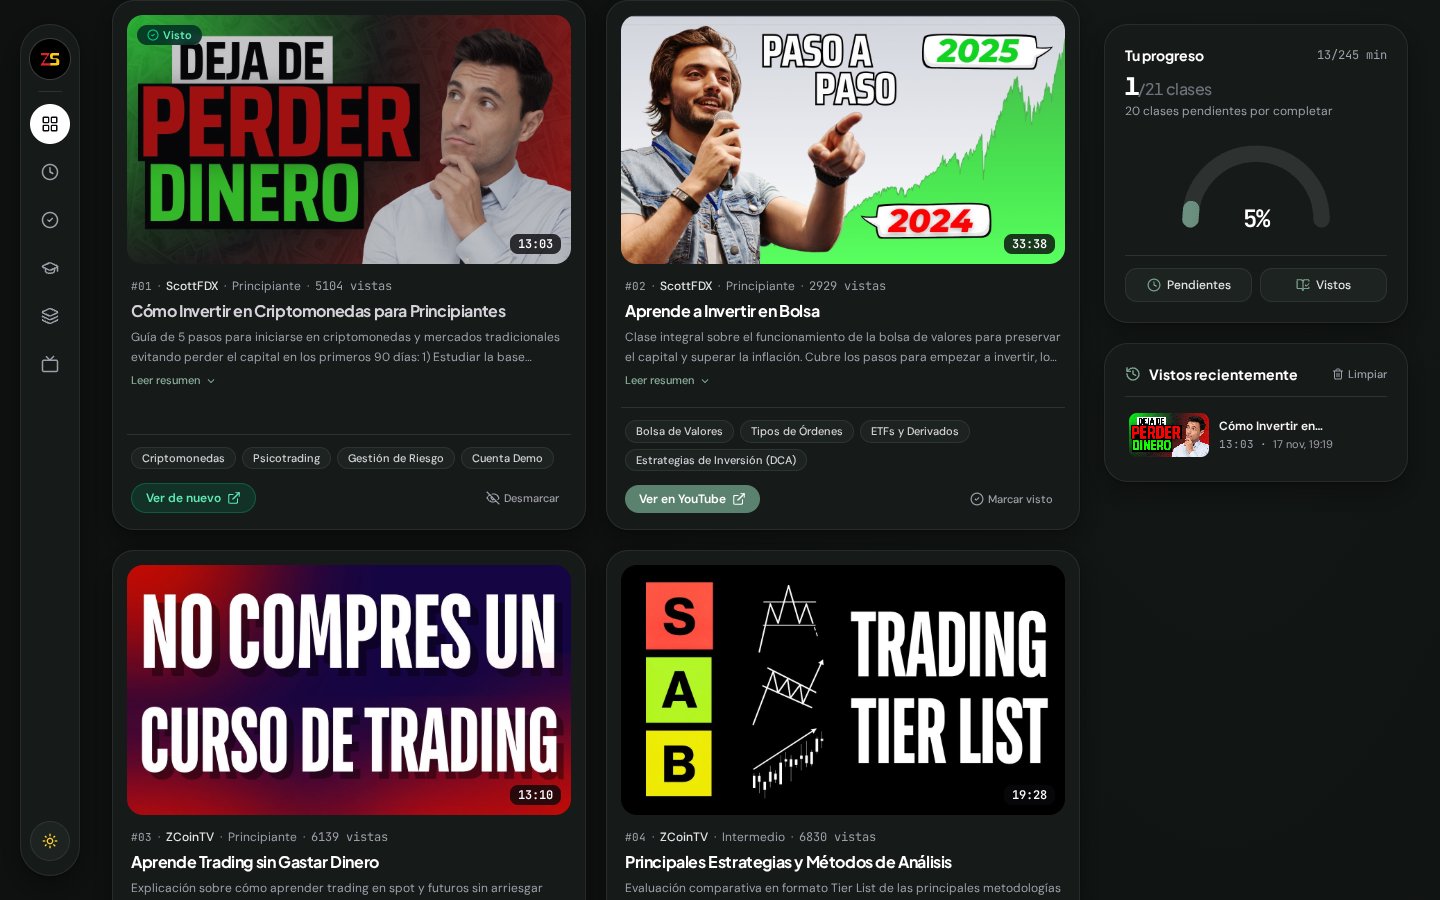 ZS
Visto
DEJA DE
PERDER
DINERO
13:03
#01 · ScottFDX · Principiante · 5104 vistas
Cómo Invertir en Criptomonedas para Principiantes
Guía de 5 pasos para iniciarse en criptomonedas y mercados tradicionales
evitando perder el capital en los primeros 90 días: 1) Estudiar la base...
Leer resumen
Criptomonedas
Psicotrading
Gestión de Riesgo
Cuenta Demo
Ver de nuevo
Desmarcar
PASO A
PASO
2025
2024
33:38
#02 · ScottFDX · Principiante · 2929 vistas
Aprende a Invertir en Bolsa
Clase integral sobre el funcionamiento de la bolsa de valores para preservar
el capital y superar la inflación. Cubre los pasos para empezar a invertir, lo...
Leer resumen
Bolsa de Valores
Tipos de Órdenes
ETFs y Derivados
Estrategias de Inversión (DCA)
Ver en YouTube
Marcar visto
NO COMPRES UN
CURSO DE TRADING
13:10
#03 · ZCoinTV · Principiante · 6139 vistas
Aprende Trading sin Gastar Dinero
Explicación sobre cómo aprender trading en spot y futuros sin arriesgar
S
A
B
TRADING
TIER LIST
19:28
#04 · ZCoinTV · Intermedio · 6830 vistas
Principales Estrategias y Métodos de Análisis
Evaluación comparativa en formato Tier List de las principales metodologías
Tu progreso
13/245 min
1/21 clases
20 clases pendientes por completar
5%
Pendientes
Vistos
Vistos recientemente
Limpiar
DEJA DE
PERDER
DINERO
Cómo Invertir en...
13:03 · 17 nov, 19:19